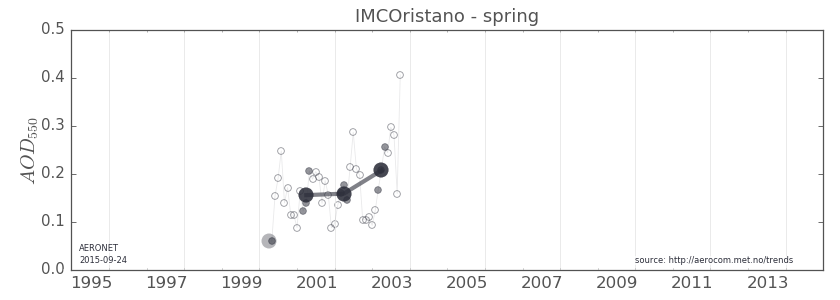 IMCOristano - spring
0.5
0.4
0.3
0.2
0.1
0.0
AOD550
AERONET
2015-09-24
source: http://aerocom.met.no/trends
1995 1997 1999 2001 2003 2005 2007 2009 2011 2013